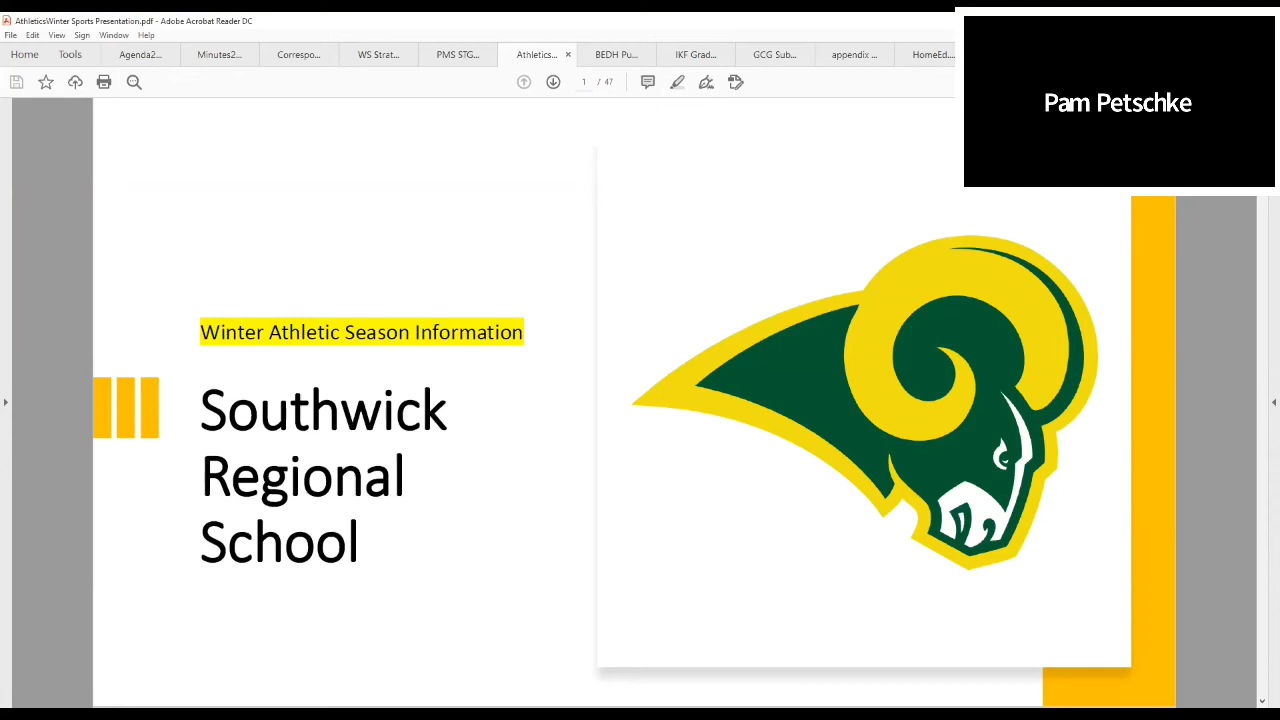 AthleticsWinter Sports Presentation.pdf - Adobe Acrobat Reader DC
File Edit View Sign Window Help
Home Tools Agenda2... Minutes2... Correspo... WS Strat... PMS STG... Athletics... × BEDH Pu... IKF Grad... GCG Sub... appendix ... HomeEd...
1 / 47
Pam Petschke
Winter Athletic Season Information
Southwick
Regional
School